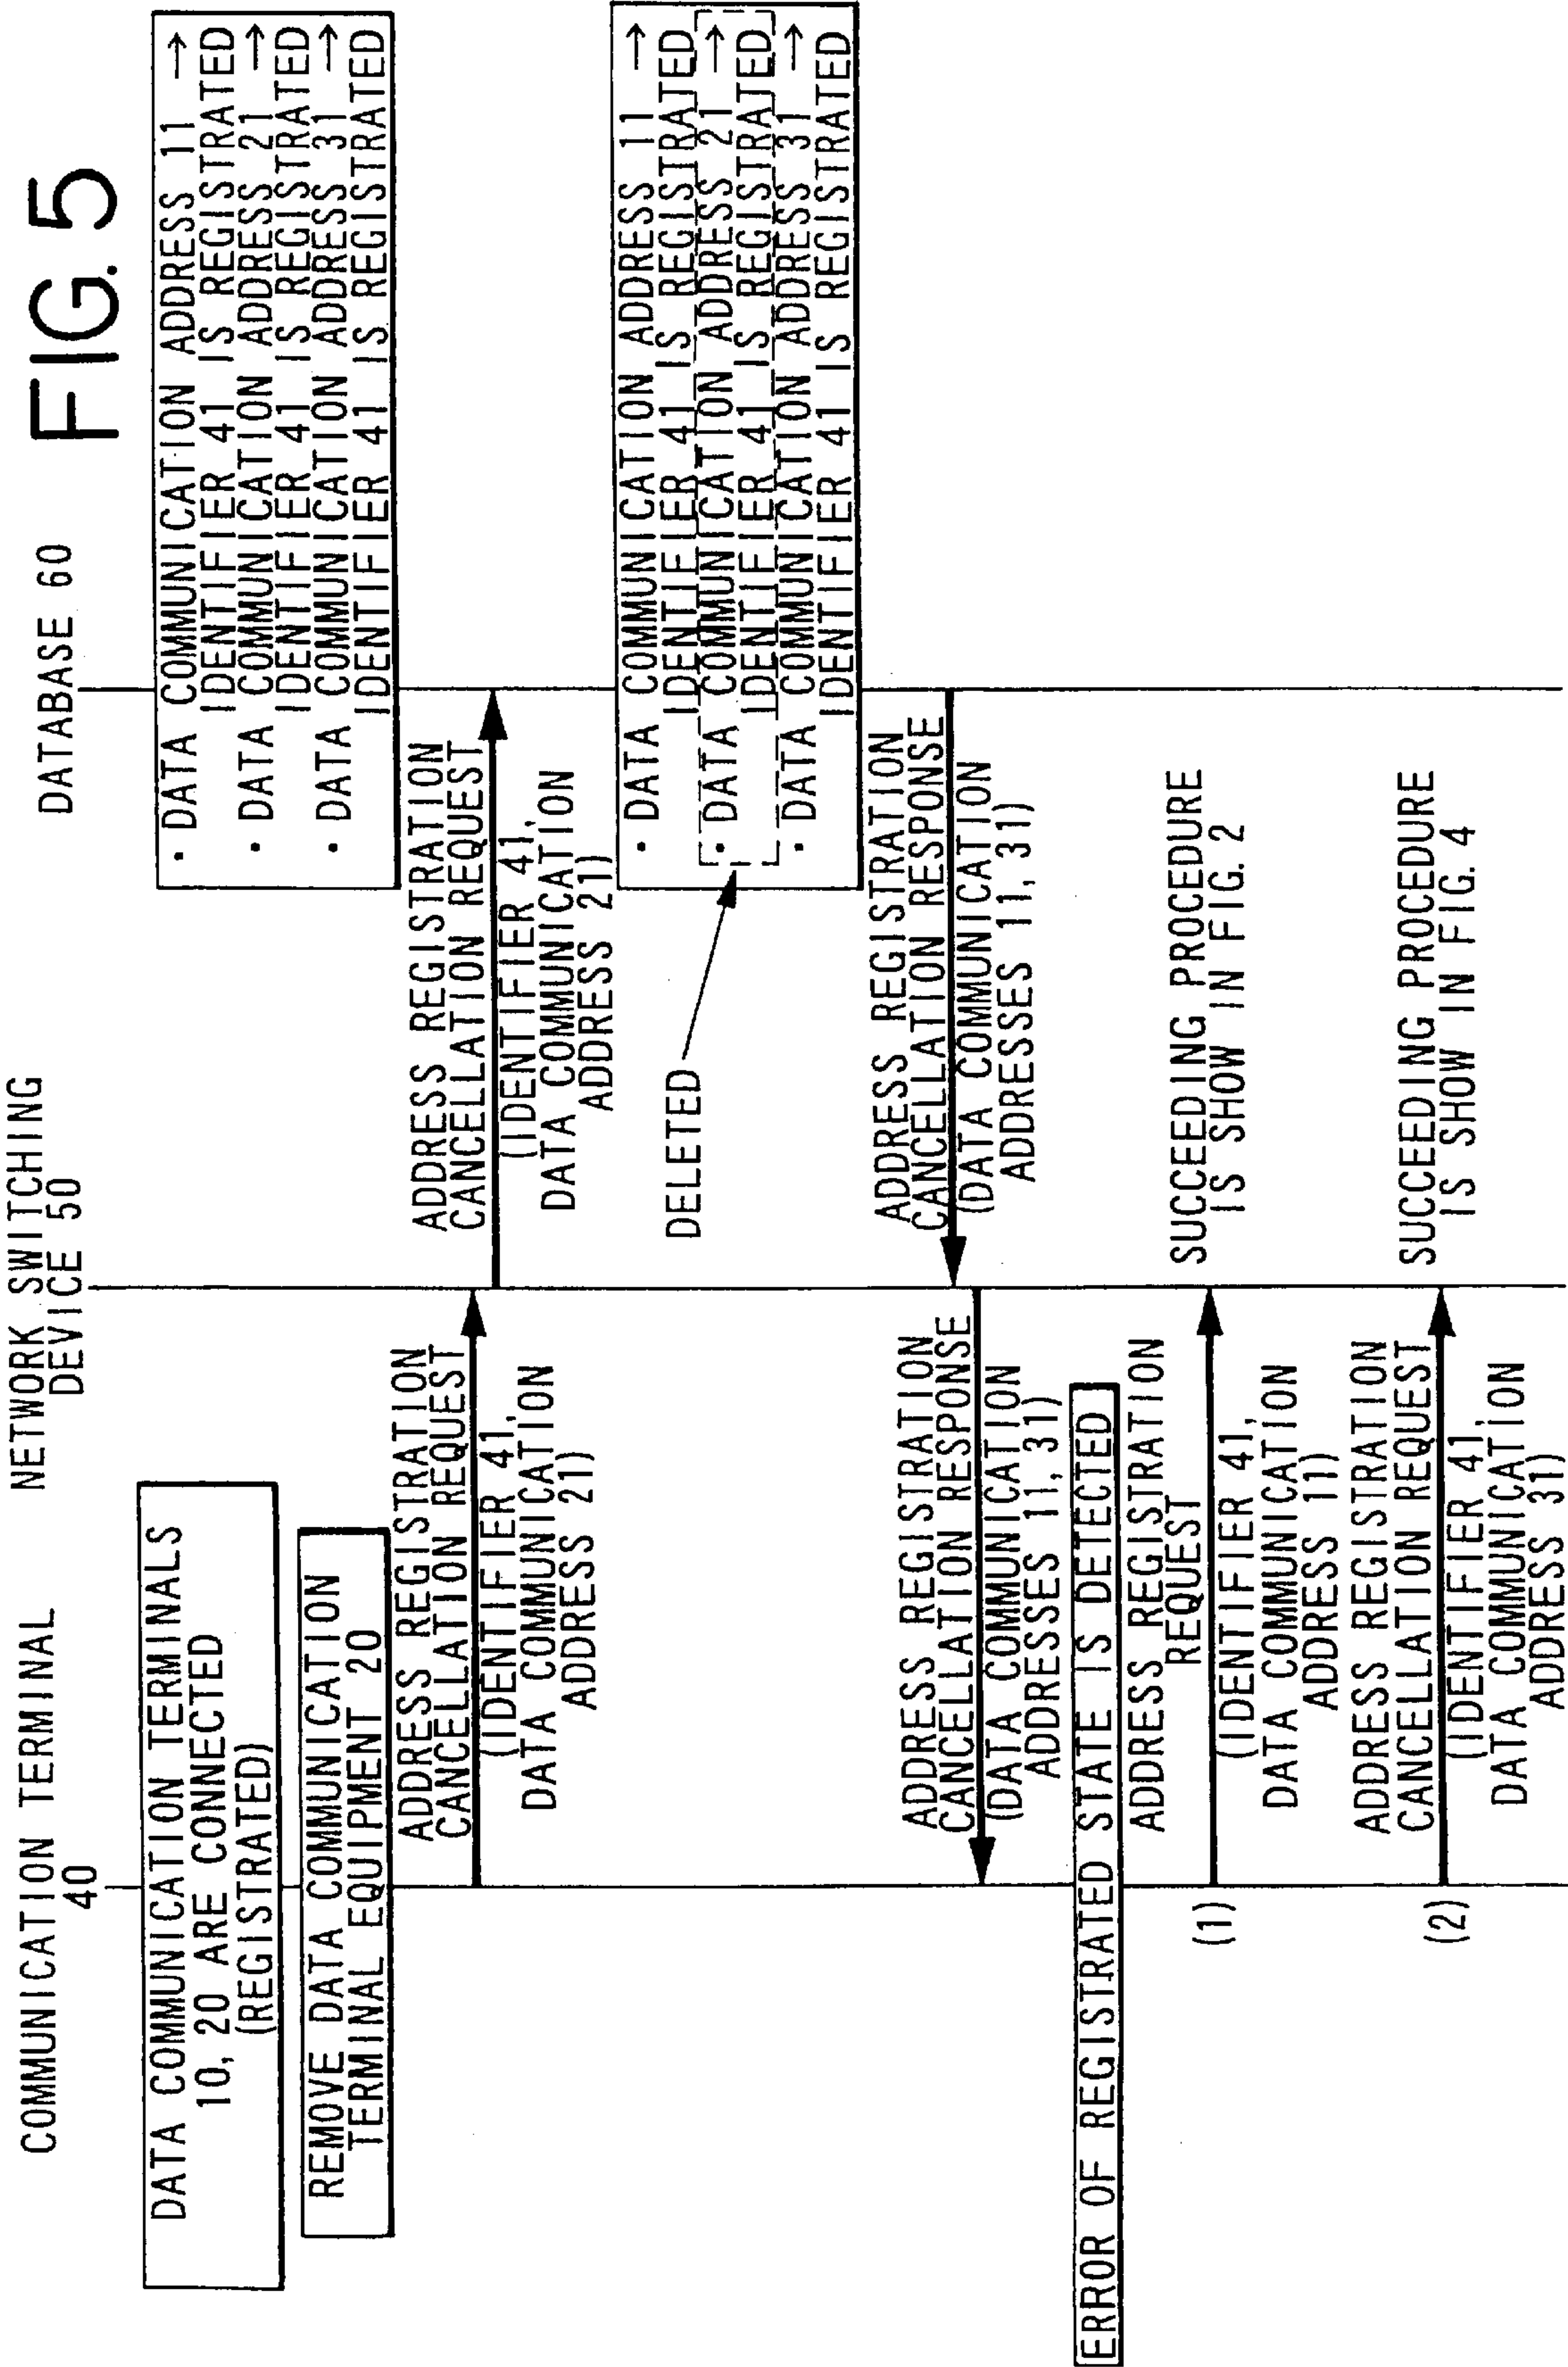 FIG. 5
COMMUNICATION TERMINAL
40
NETWORK SWITCHING
DEVICE 50
DATABASE 60
DATA COMMUNICATION TERMINALS
10, 20 ARE CONNECTED
(REGISTRATED)
· DATA COMMUNICATION ADDRESS 11 →
IDENTIFIER 41 IS REGISTRATED
· DATA COMMUNICATION ADDRESS 21 →
IDENTIFIER 41 IS REGISTRATED
· DATA COMMUNICATION ADDRESS 31 →
IDENTIFIER 41 IS REGISTRATED
REMOVE DATA COMMUNICATION
TERMINAL EQUIPMENT 20
ADDRESS REGISTRATION
CANCELLATION REQUEST
(IDENTIFIER 41,
DATA COMMUNICATION
ADDRESS 21)
ADDRESS REGISTRATION
CANCELLATION REQUEST
(IDENTIFIER 41,
DATA COMMUNICATION
ADDRESS 21)
· DATA COMMUNICATION ADDRESS 11 →
IDENTIFIER 41 IS REGISTRATED
· DATA COMMUNICATION ADDRESS 21 →
IDENTIFIER 41 IS REGISTRATED
· DATA COMMUNICATION ADDRESS 31 →
IDENTIFIER 41 IS REGISTRATED
DELETED
ADDRESS REGISTRATION
CANCELLATION RESPONSE
(DATA COMMUNICATION
ADDRESSES 11, 31)
ADDRESS REGISTRATION
CANCELLATION RESPONSE
(DATA COMMUNICATION
ADDRESSES 11, 31)
ERROR OF REGISTRATED STATE IS DETECTED
(1)
ADDRESS REGISTRATION
REQUEST
(IDENTIFIER 41,
DATA COMMUNICATION
ADDRESS 11)
SUCCEEDING PROCEDURE
IS SHOW IN FIG. 2
(2)
ADDRESS REGISTRATION
CANCELLATION REQUEST
(IDENTIFIER 41,
DATA COMMUNICATION
ADDRESS 31)
SUCCEEDING PROCEDURE
IS SHOW IN FIG. 4